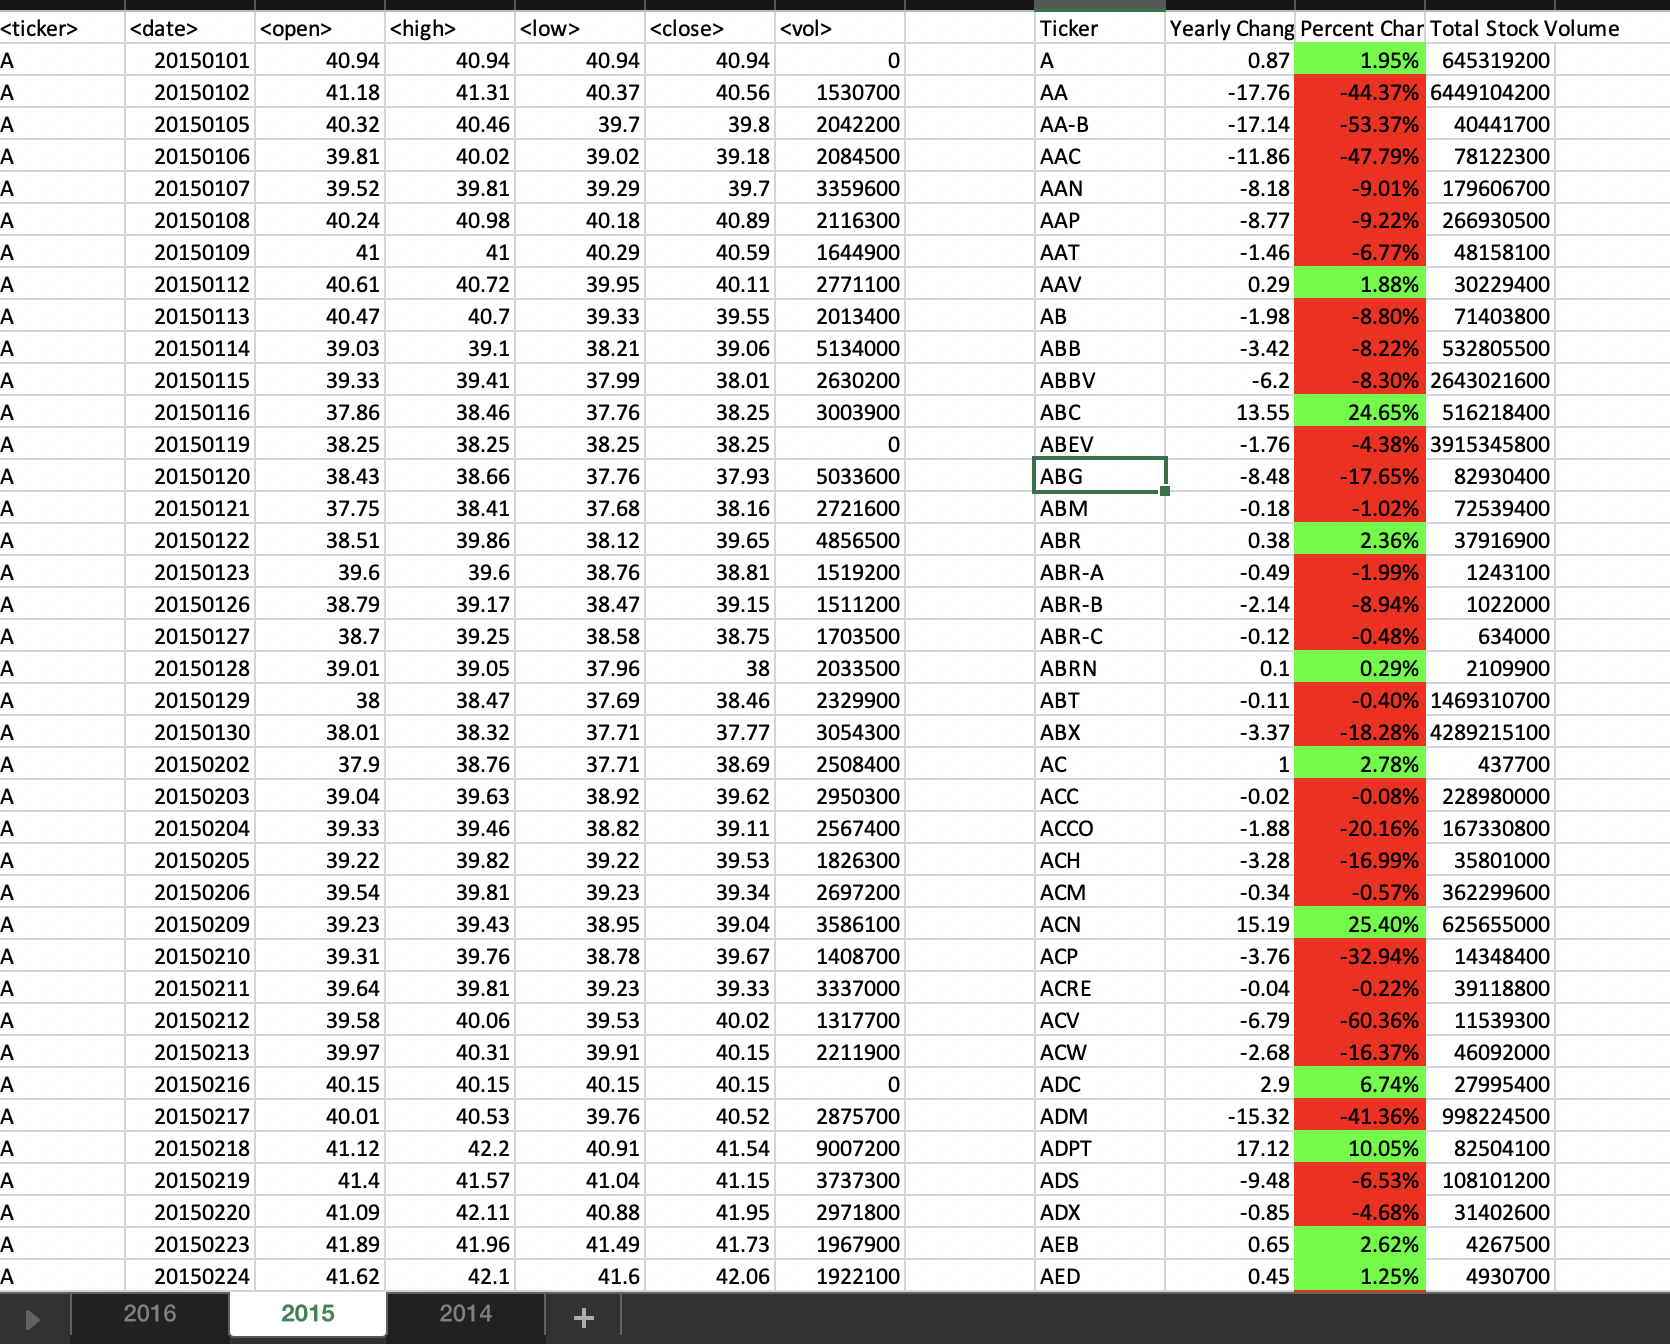 <ticker> <date> <open> <high> <low> <close> <vol> Ticker Yearly Chang Percent Char Total Stock Volume
A 20150101 40.94 40.94 40.94 40.94 0 A 0.87 1.95% 645319200
A 20150102 41.18 41.31 40.37 40.56 1530700 AA -17.76 -44.37% 6449104200
A 20150105 40.32 40.46 39.7 39.8 2042200 AA-B -17.14 -53.37% 40441700
A 20150106 39.81 40.02 39.02 39.18 2084500 AAC -11.86 -47.79% 78122300
A 20150107 39.52 39.81 39.29 39.7 3359600 AAN -8.18 -9.01% 179606700
A 20150108 40.24 40.98 40.18 40.89 2116300 AAP -8.77 -9.22% 266930500
A 20150109 41 41 40.29 40.59 1644900 AAT -1.46 -6.77% 48158100
A 20150112 40.61 40.72 39.95 40.11 2771100 AAV 0.29 1.88% 30229400
A 20150113 40.47 40.7 39.33 39.55 2013400 AB -1.98 -8.80% 71403800
A 20150114 39.03 39.1 38.21 39.06 5134000 ABB -3.42 -8.22% 532805500
A 20150115 39.33 39.41 37.99 38.01 2630200 ABBV -6.2 -8.30% 2643021600
A 20150116 37.86 38.46 37.76 38.25 3003900 ABC 13.55 24.65% 516218400
A 20150119 38.25 38.25 38.25 38.25 0 ABEV -1.76 -4.38% 3915345800
A 20150120 38.43 38.66 37.76 37.93 5033600 ABG -8.48 -17.65% 82930400
A 20150121 37.75 38.41 37.68 38.16 2721600 ABM -0.18 -1.02% 72539400
A 20150122 38.51 39.86 38.12 39.65 4856500 ABR 0.38 2.36% 37916900
A 20150123 39.6 39.6 38.76 38.81 1519200 ABR-A -0.49 -1.99% 1243100
A 20150126 38.79 39.17 38.47 39.15 1511200 ABR-B -2.14 -8.94% 1022000
A 20150127 38.7 39.25 38.58 38.75 1703500 ABR-C -0.12 -0.48% 634000
A 20150128 39.01 39.05 37.96 38 2033500 ABRN 0.1 0.29% 2109900
A 20150129 38 38.47 37.69 38.46 2329900 ABT -0.11 -0.40% 1469310700
A 20150130 38.01 38.32 37.71 37.77 3054300 ABX -3.37 -18.28% 4289215100
A 20150202 37.9 38.76 37.71 38.69 2508400 AC 1 2.78% 437700
A 20150203 39.04 39.63 38.92 39.62 2950300 ACC -0.02 -0.08% 228980000
A 20150204 39.33 39.46 38.82 39.11 2567400 ACCO -1.88 -20.16% 167330800
A 20150205 39.22 39.82 39.22 39.53 1826300 ACH -3.28 -16.99% 35801000
A 20150206 39.54 39.81 39.23 39.34 2697200 ACM -0.34 -0.57% 362299600
A 20150209 39.23 39.43 38.95 39.04 3586100 ACN 15.19 25.40% 625655000
A 20150210 39.31 39.76 38.78 39.67 1408700 ACP -3.76 -32.94% 14348400
A 20150211 39.64 39.81 39.23 39.33 3337000 ACRE -0.04 -0.22% 39118800
A 20150212 39.58 40.06 39.53 40.02 1317700 ACV -6.79 -60.36% 11539300
A 20150213 39.97 40.31 39.91 40.15 2211900 ACW -2.68 -16.37% 46092000
A 20150216 40.15 40.15 40.15 40.15 0 ADC 2.9 6.74% 27995400
A 20150217 40.01 40.53 39.76 40.52 2875700 ADM -15.32 -41.36% 998224500
A 20150218 41.12 42.2 40.91 41.54 9007200 ADPT 17.12 10.05% 82504100
A 20150219 41.4 41.57 41.04 41.15 3737300 ADS -9.48 -6.53% 108101200
A 20150220 41.09 42.11 40.88 41.95 2971800 ADX -0.85 -4.68% 31402600
A 20150223 41.89 41.96 41.49 41.73 1967900 AEB 0.65 2.62% 4267500
A 20150224 41.62 42.1 41.6 42.06 1922100 AED 0.45 1.25% 4930700
2016 2015 2014 +